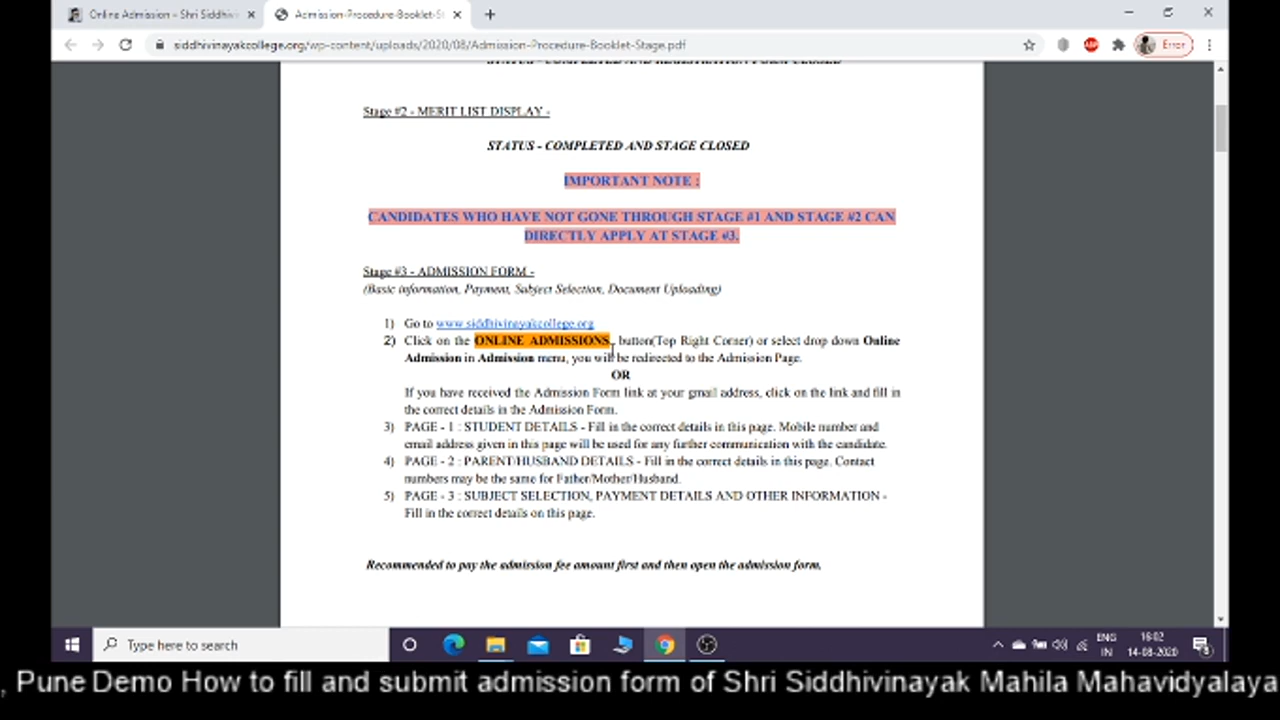 Online Admission – Shri Siddhivi
Admission-Procedure-Booklet-S
siddhivinayakcollege.org/wp-content/uploads/2020/08/Admission-Procedure-Booklet-Stage.pdf
Error
STATUS - COMPLETED AND REGISTRATION FORM CLOSED
Stage #2 - MERIT LIST DISPLAY -
STATUS - COMPLETED AND STAGE CLOSED
IMPORTANT NOTE :
CANDIDATES WHO HAVE NOT GONE THROUGH STAGE #1 AND STAGE #2 CAN
DIRECTLY APPLY AT STAGE #3.
Stage #3 - ADMISSION FORM -
(Basic information, Payment, Subject Selection, Document Uploading)
1) Go to www.siddhivinayakcollege.org
2) Click on the ONLINE ADMISSIONS button(Top Right Corner) or select drop down Online
Admission in Admission menu, you will be redirected to the Admission Page.
OR
If you have received the Admission Form link at your gmail address, click on the link and fill in
the correct details in the Admission Form.
3) PAGE - 1 : STUDENT DETAILS - Fill in the correct details in this page. Mobile number and
email address given in this page will be used for any further communication with the candidate.
4) PAGE - 2 : PARENT/HUSBAND DETAILS - Fill in the correct details in this page. Contact
numbers may be the same for Father/Mother/Husband.
5) PAGE - 3 : SUBJECT SELECTION, PAYMENT DETAILS AND OTHER INFORMATION -
Fill in the correct details on this page.
Recommended to pay the admission fee amount first and then open the admission form.
Type here to search
ENG
IN
16:02
14-08-2020
, Pune Demo How to fill and submit admission form of Shri Siddhivinayak Mahila Mahavidyalaya